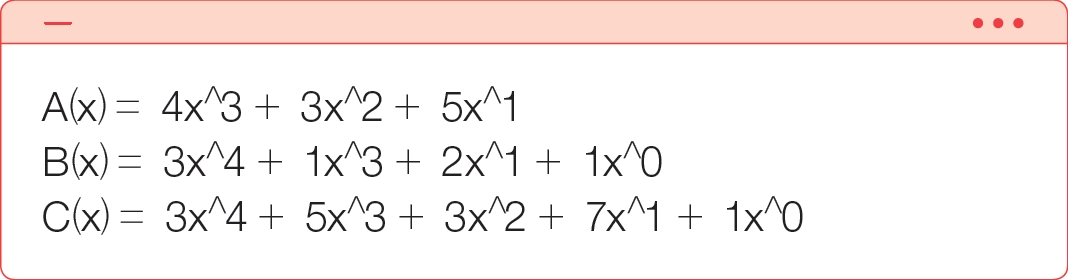 A(x) = 4x^3 + 3x^2 + 5x^1
B(x) = 3x^4 + 1x^3 + 2x^1 + 1x^0
C(x) = 3x^4 + 5x^3 + 3x^2 + 7x^1 + 1x^0